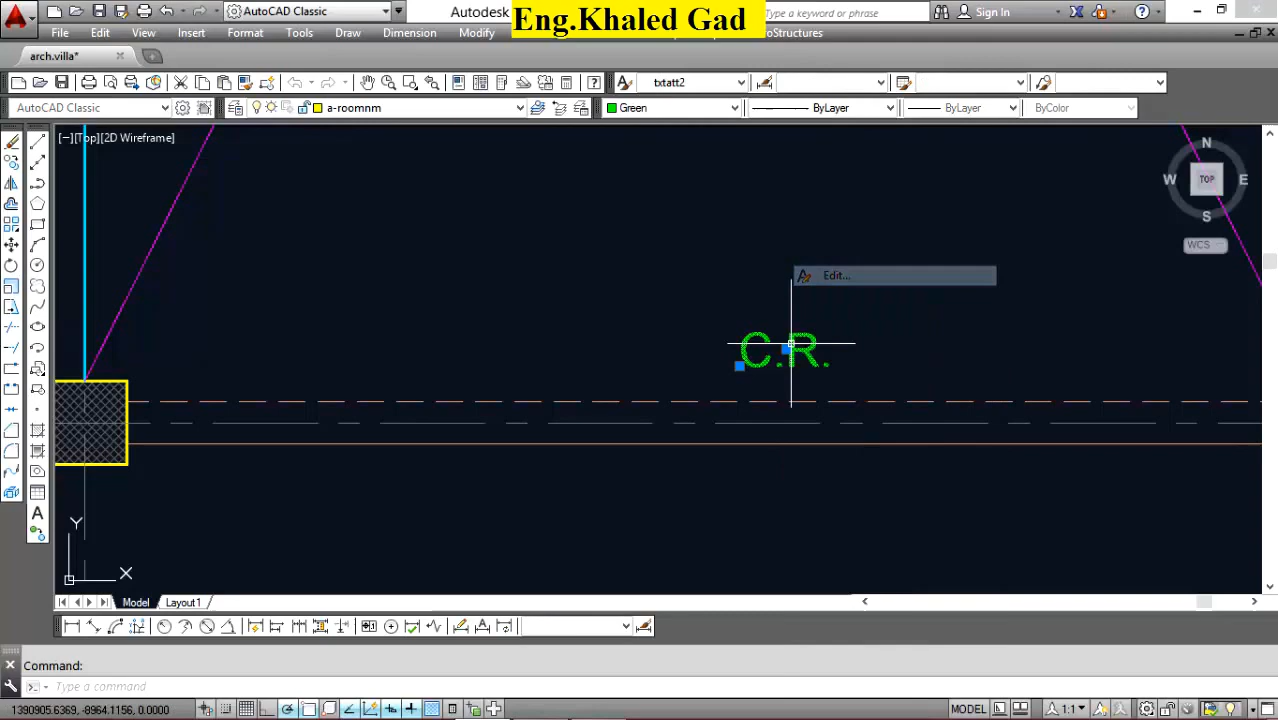 AutoCAD Classic
Autodesk
Eng.Khaled Gad
Type a keyword or phrase
Sign In
File Edit View Insert Format Tools Draw Dimension Modify
Structures
arch.villa*
txtatt2
AutoCAD Classic
a-roomnm
Green
ByLayer
ByLayer
ByColor
[−][Top][2D Wireframe]
N
W
TOP
E
S
WCS
Edit...
C.R.
Y
X
Model
Layout1
Command:
Type a command
1390905.6369, -8964.1156, 0.0000
MODEL
1:1